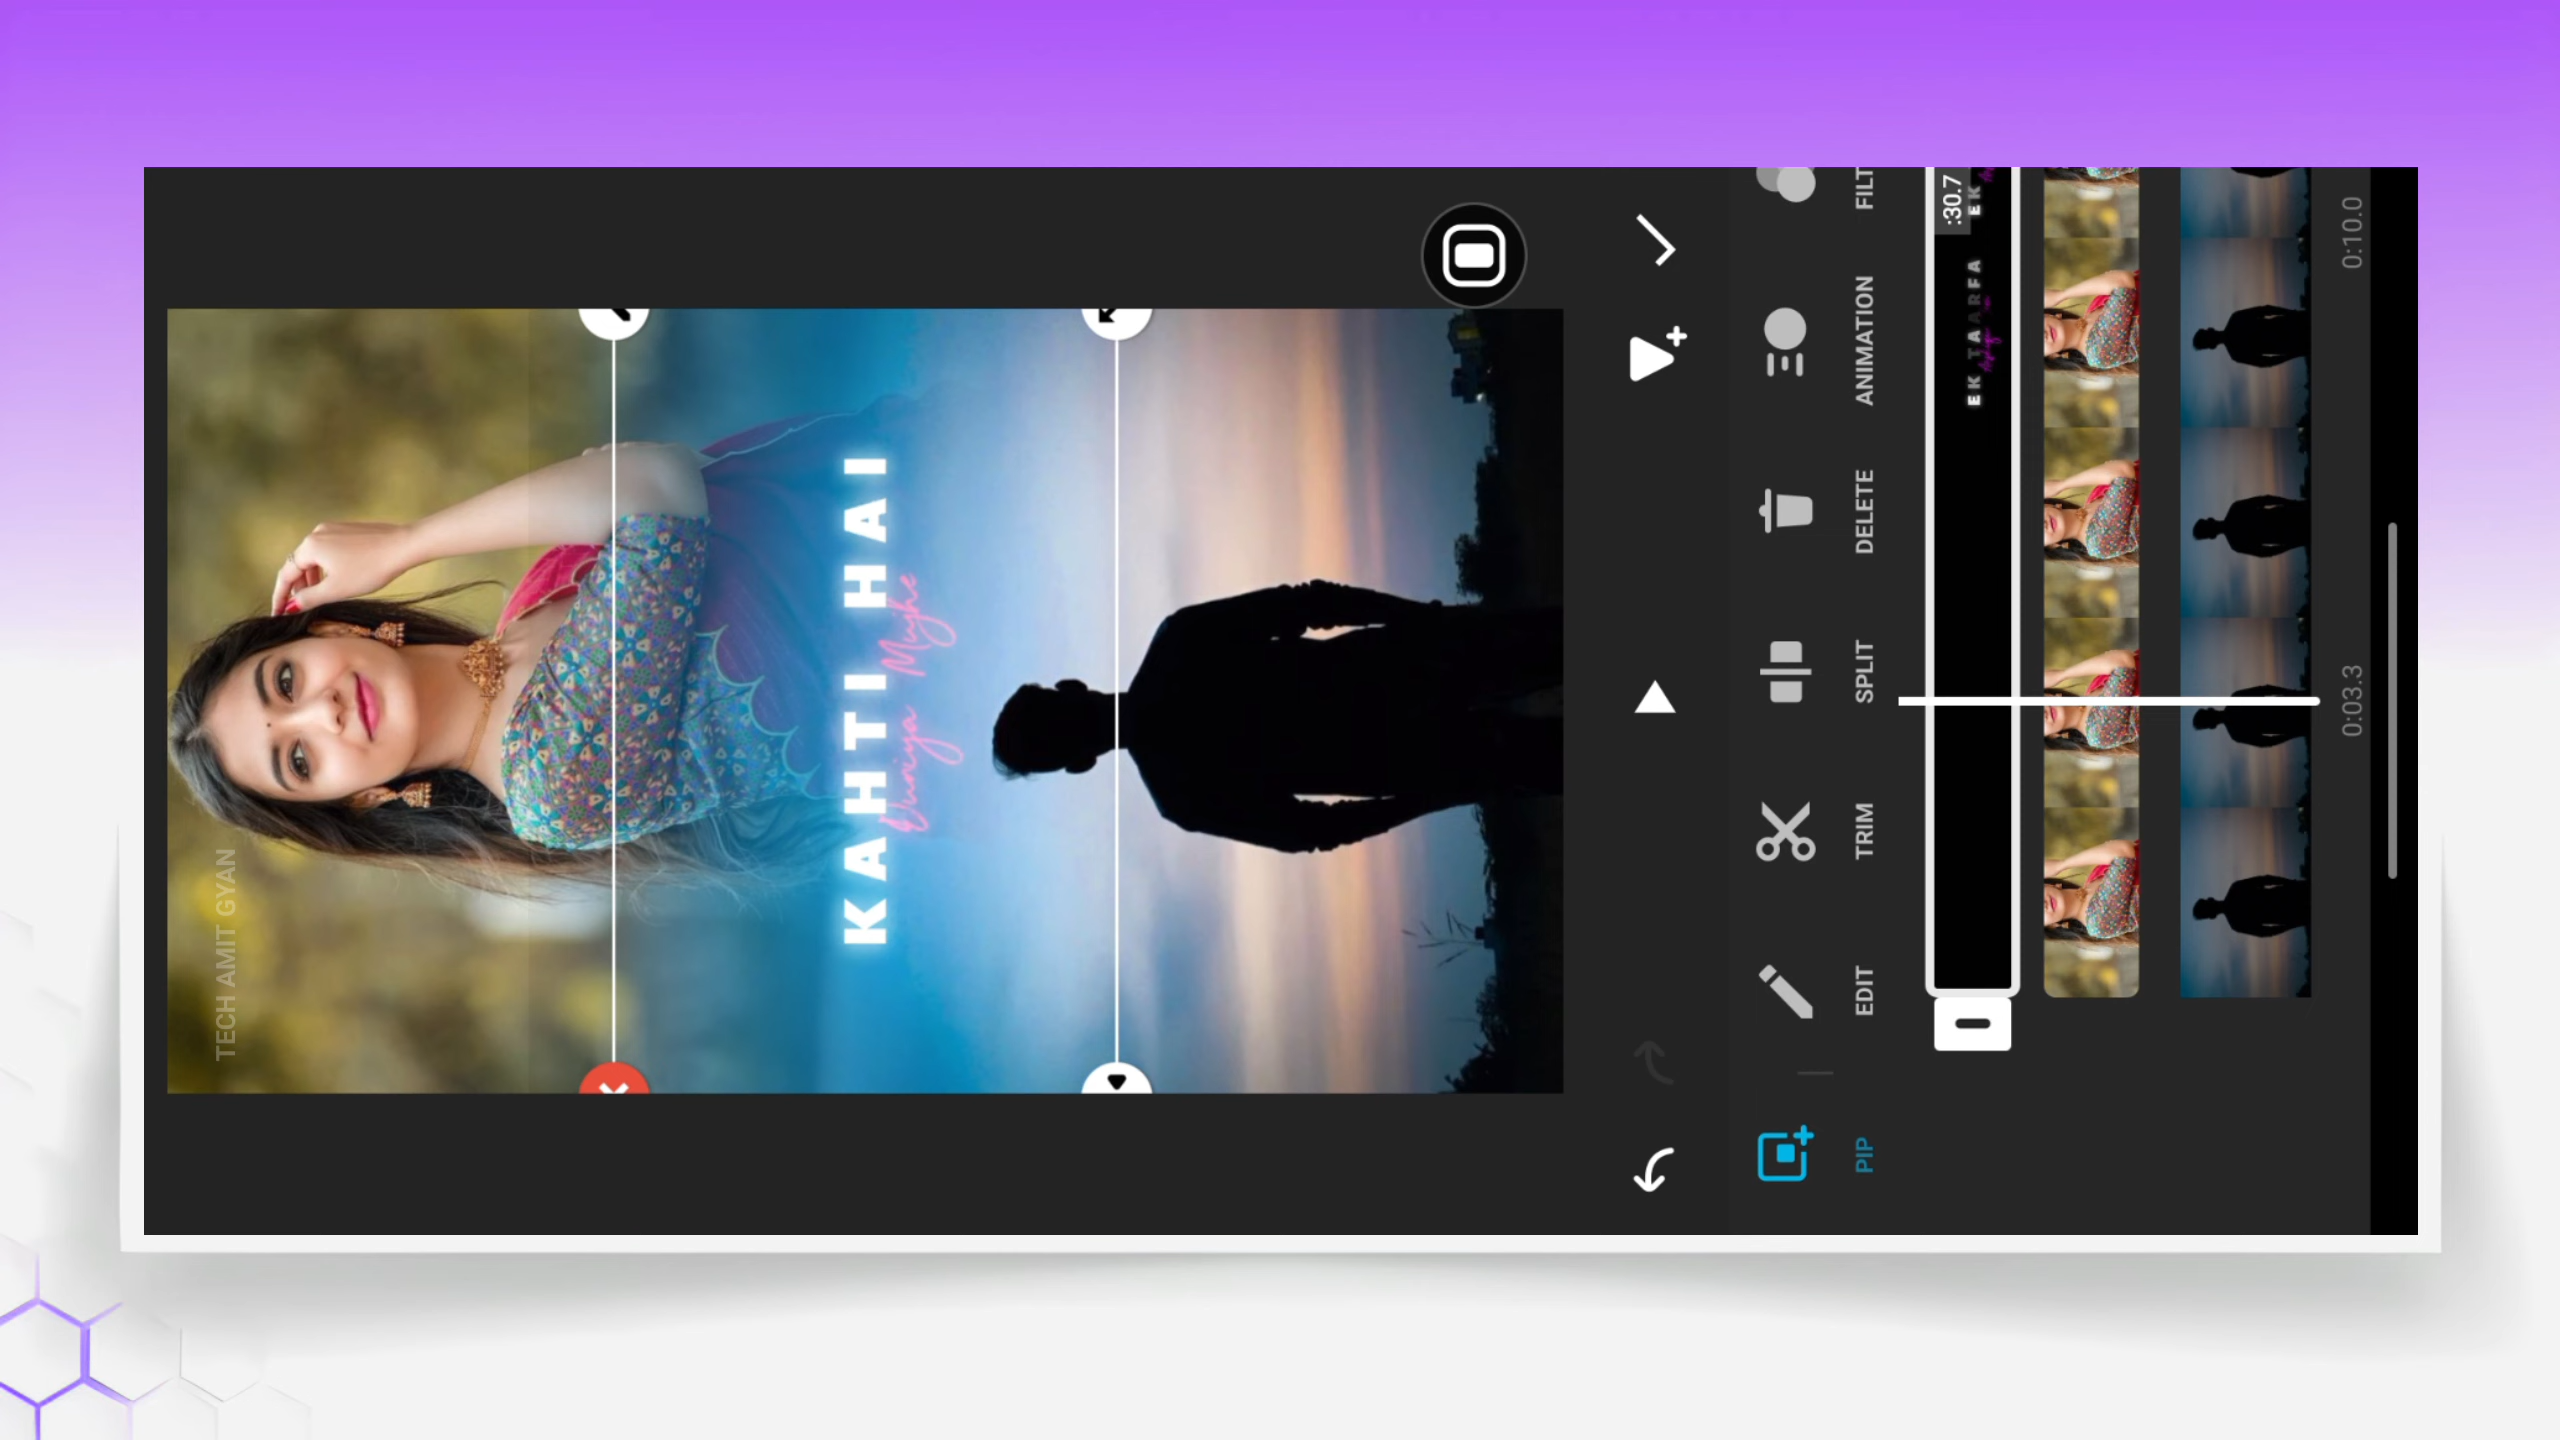 TECH AMIT GYAN
KAHTI HAI
Duniya Mujhe
PIP
EDIT
TRIM
SPLIT
DELETE
ANIMATION
FILT
:30.7
EK TAARFA
EK
0:03.3
0:10.0